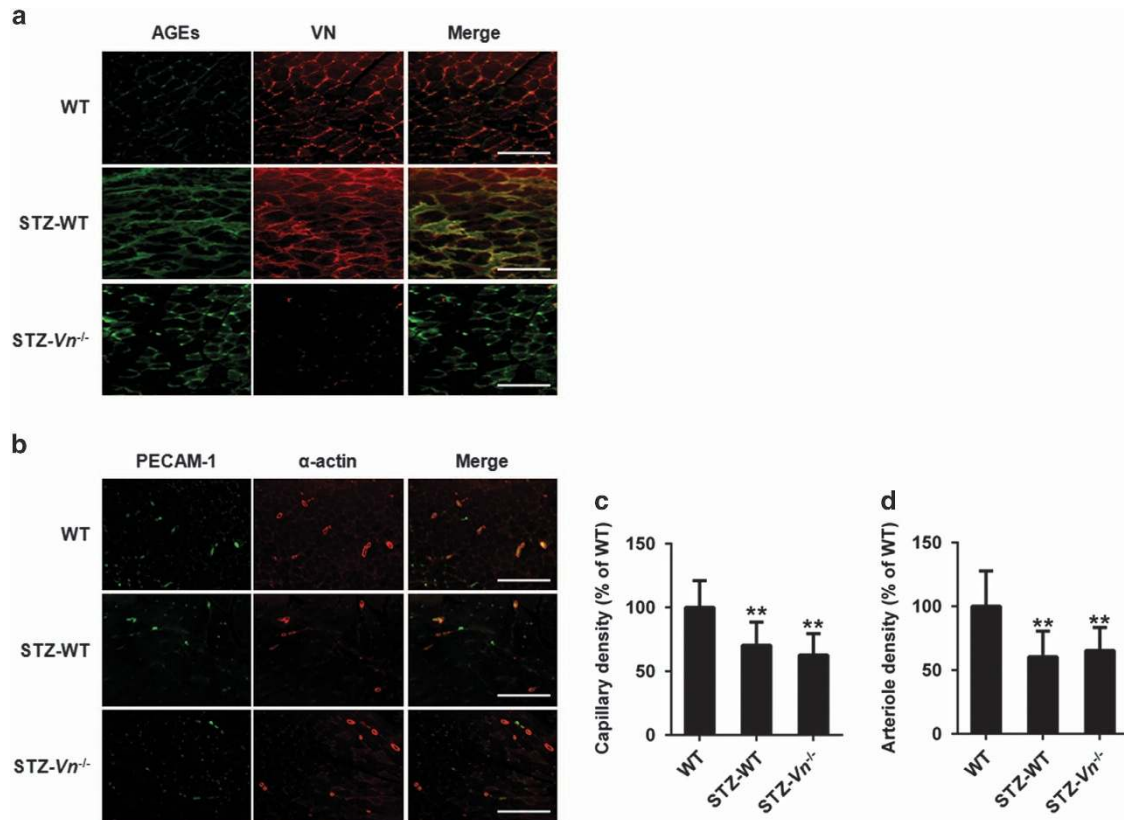 a
AGEs VN Merge
WT
STZ-WT
STZ-Vn-/-
b
PECAM-1 α-actin Merge
WT
STZ-WT
STZ-Vn-/-
c
Capillary density (% of WT)
150
100
50
0
** **
WT STZ-WT STZ-Vn-/-
d
Arteriole density (% of WT)
150
100
50
0
** **
WT STZ-WT STZ-Vn-/-